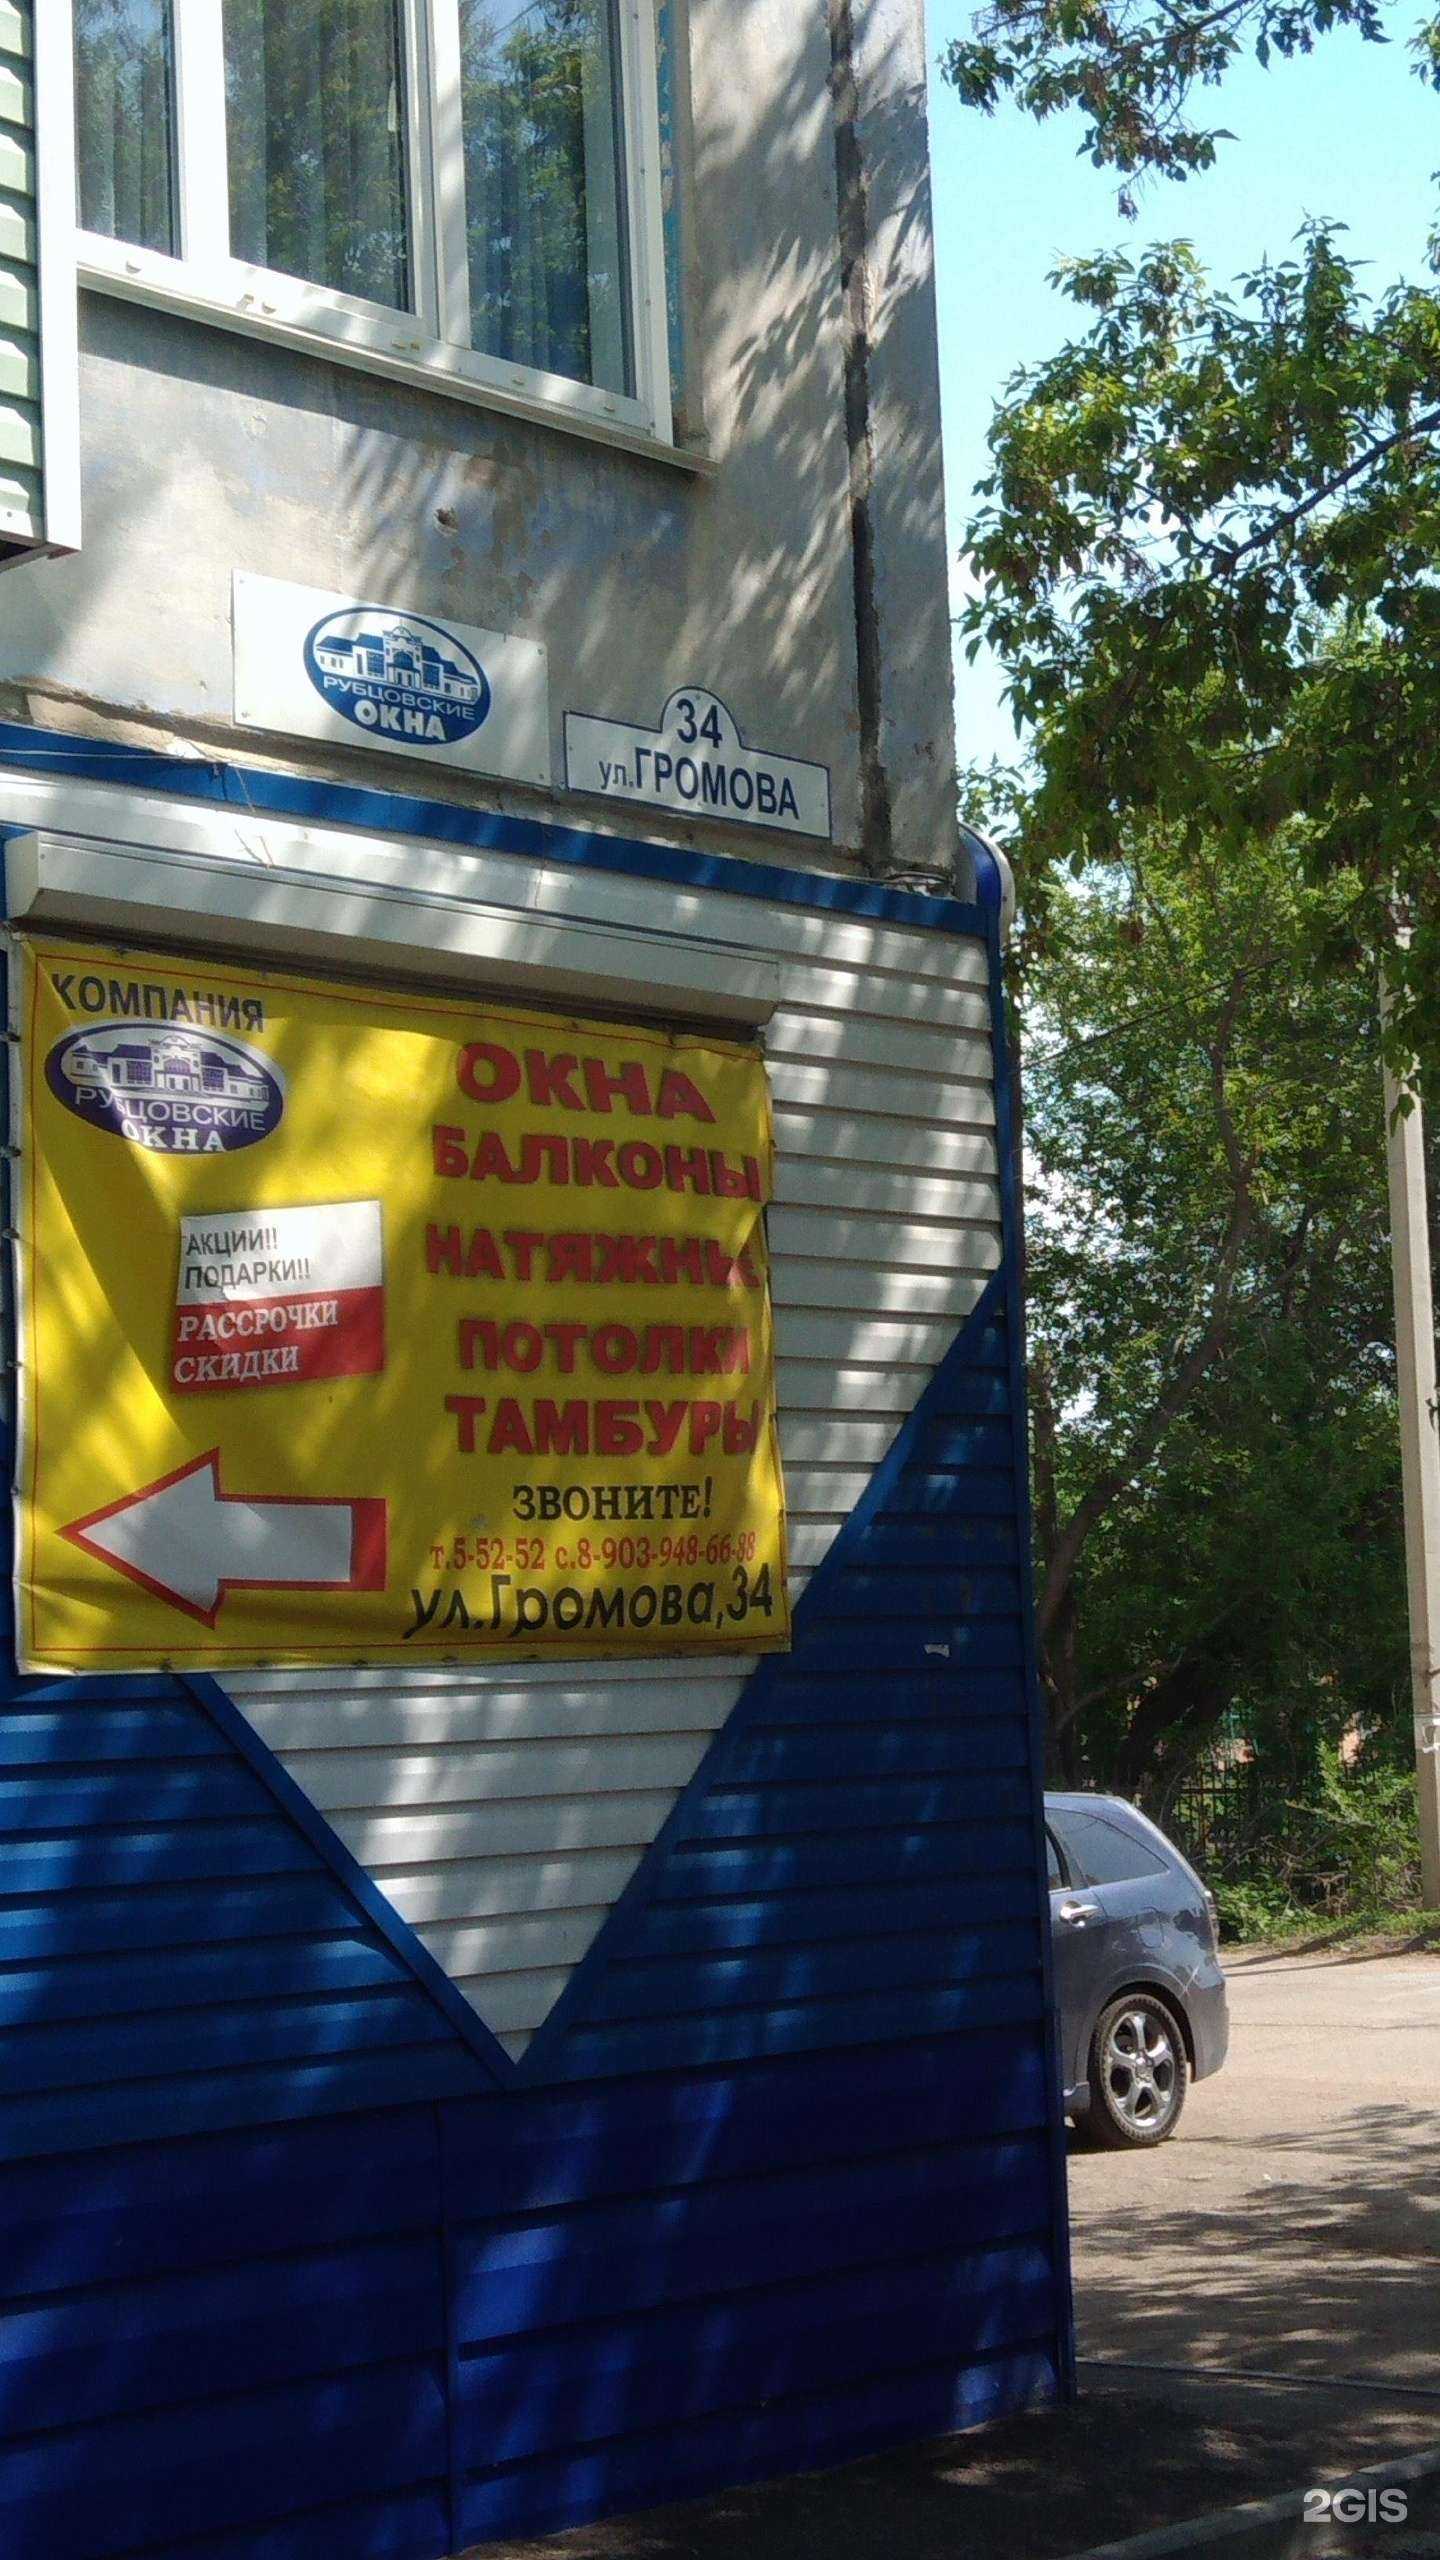 РУБЦОВСКИЕ
ОКНА
34
ул.ГРОМОВА
КОМПАНИЯ
РУБЦОВСКИЕ
ОКНА
ОКНА
БАЛКОНЫ
НАТЯЖНЫЕ
ПОТОЛКИ
ТАМБУРЫ
АКЦИИ!!
ПОДАРКИ!!
РАССРОЧКИ
СКИДКИ
ЗВОНИТЕ!
т.5-52-52 с.8-903-948-66-88
ул.Громова,34
2GIS